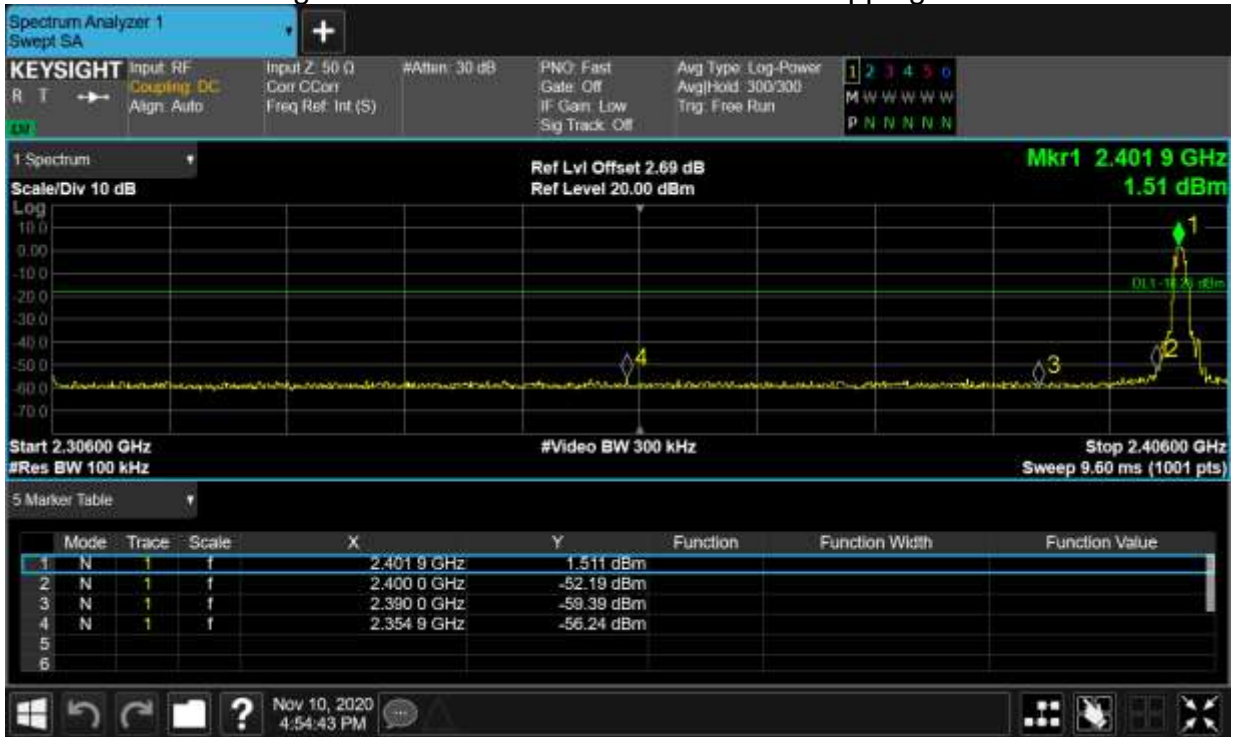 Spectrum Analyzer 1
Swept SA
+
KEYSIGHT Input: RF Input Z: 50 Ω #Atten: 30 dB PNO: Fast Avg Type: Log-Power 1 2 3 4 5 6
R T Coupling: DC Corr CCorr Gate: Off Avg|Hold: 300/300 M W W W W W
Align: Auto Freq Ref: Int (S) IF Gain: Low Trig: Free Run P N N N N N
Sig Track: Off
1 Spectrum Ref Lvl Offset 2.69 dB Mkr1 2.401 9 GHz
Scale/Div 10 dB Ref Level 20.00 dBm 1.51 dBm
Log
10.0
0.00
-10.0
-20.0
-30.0
-40.0
-50.0
-60.0
-70.0
1
2
3
4
Start 2.30600 GHz #Video BW 300 kHz Stop 2.40600 GHz
#Res BW 100 kHz Sweep 9.60 ms (1001 pts)
5 Marker Table
Mode Trace Scale X Y Function Function Width Function Value
1 N 1 f 2.401 9 GHz 1.511 dBm
2 N 1 f 2.400 0 GHz -52.19 dBm
3 N 1 f 2.390 0 GHz -59.39 dBm
4 N 1 f 2.354 9 GHz -56.24 dBm
5
6
? Nov 10, 2020
4:54:43 PM